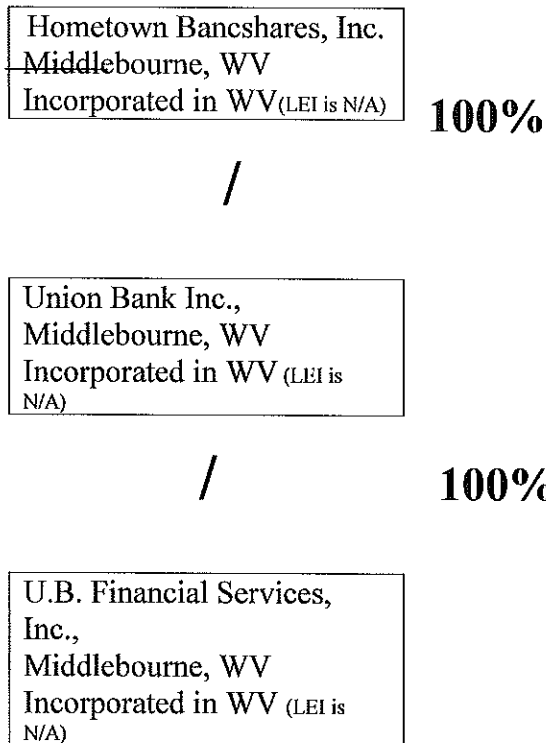 Hometown Bancshares, Inc.
Middlebourne, WV
Incorporated in WV (LEI is N/A)
100%
/
Union Bank Inc.,
Middlebourne, WV
Incorporated in WV (LEI is
N/A)
/
100%
U.B. Financial Services,
Inc.,
Middlebourne, WV
Incorporated in WV (LEI is
N/A)